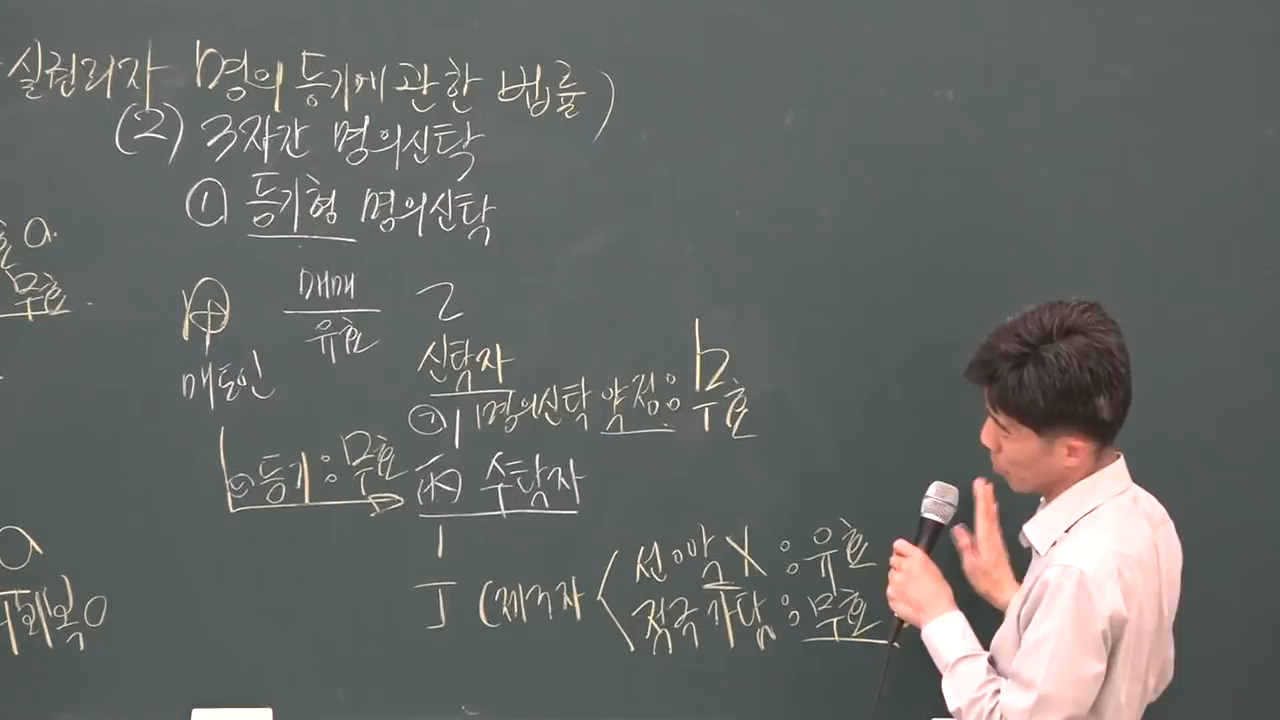 실권리자 명의 등기에 관한 법률)
(2) 3자간 명의신탁
① 등기형 명의신탁
甲 매매 乙
유효
매도인 신탁자
② 명의신탁 약정 : 무효
등기 : 무효 丙 수탁자
丁 (제3자 선·악 X : 유효
적극 가담 : 무효
무효